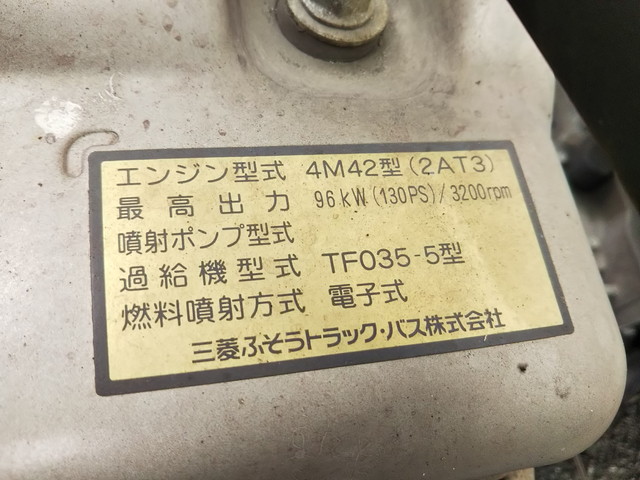 エンジン型式 4M42型(2AT3)
最高出力 96kW(130PS)/3200rpm
噴射ポンプ型式
過給機型式 TF035-5型
燃料噴射方式 電子式
三菱ふそうトラック・バス株式会社